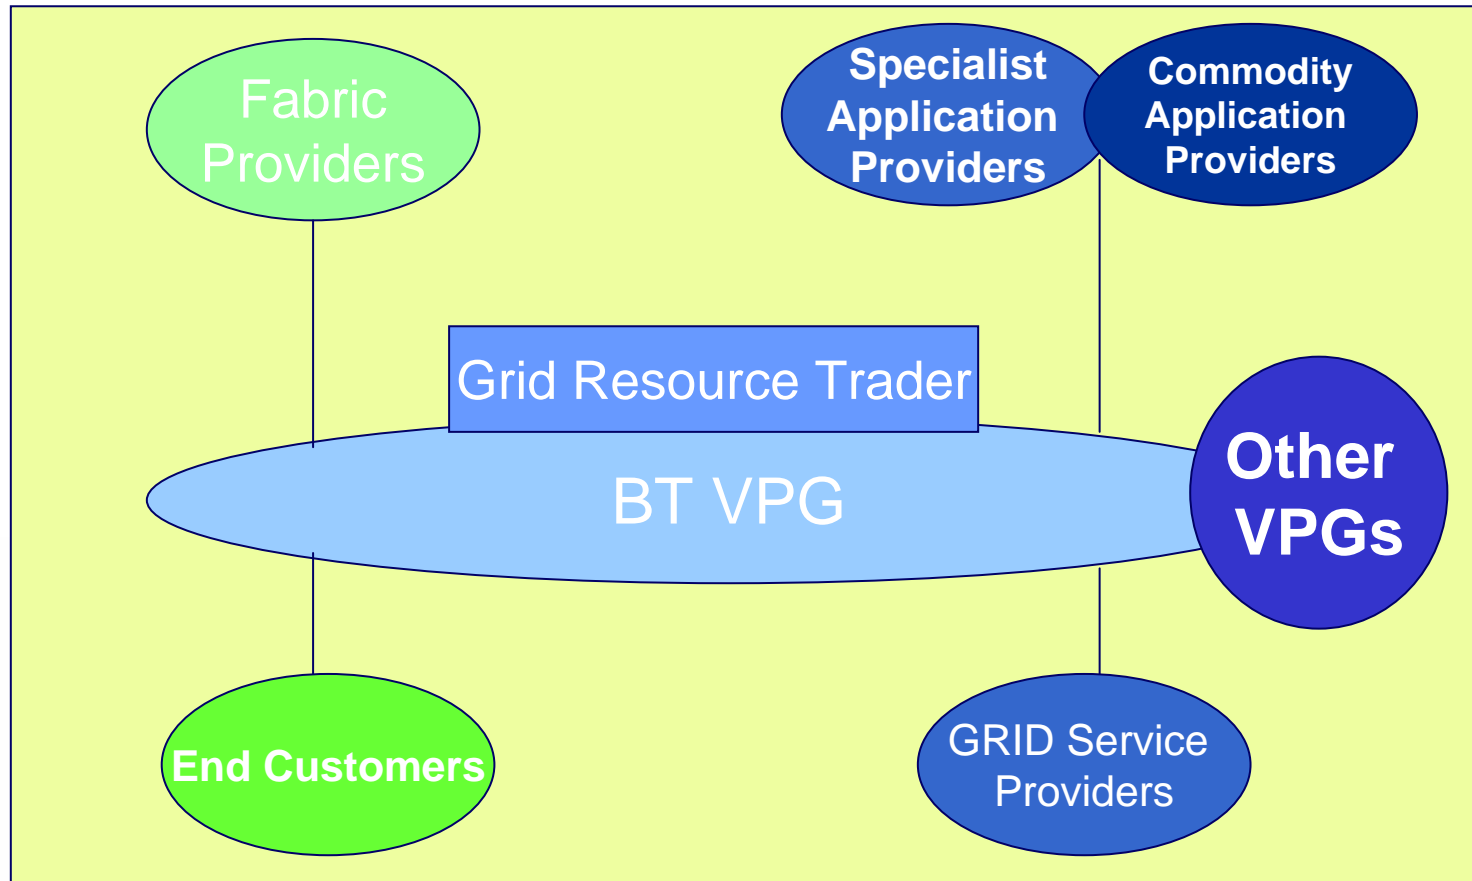 Fabric
Providers
Specialist
Application
Providers
Commodity
Application
Providers
Grid Resource Trader
BT VPG
Other
VPGs
End Customers
GRID Service
Providers